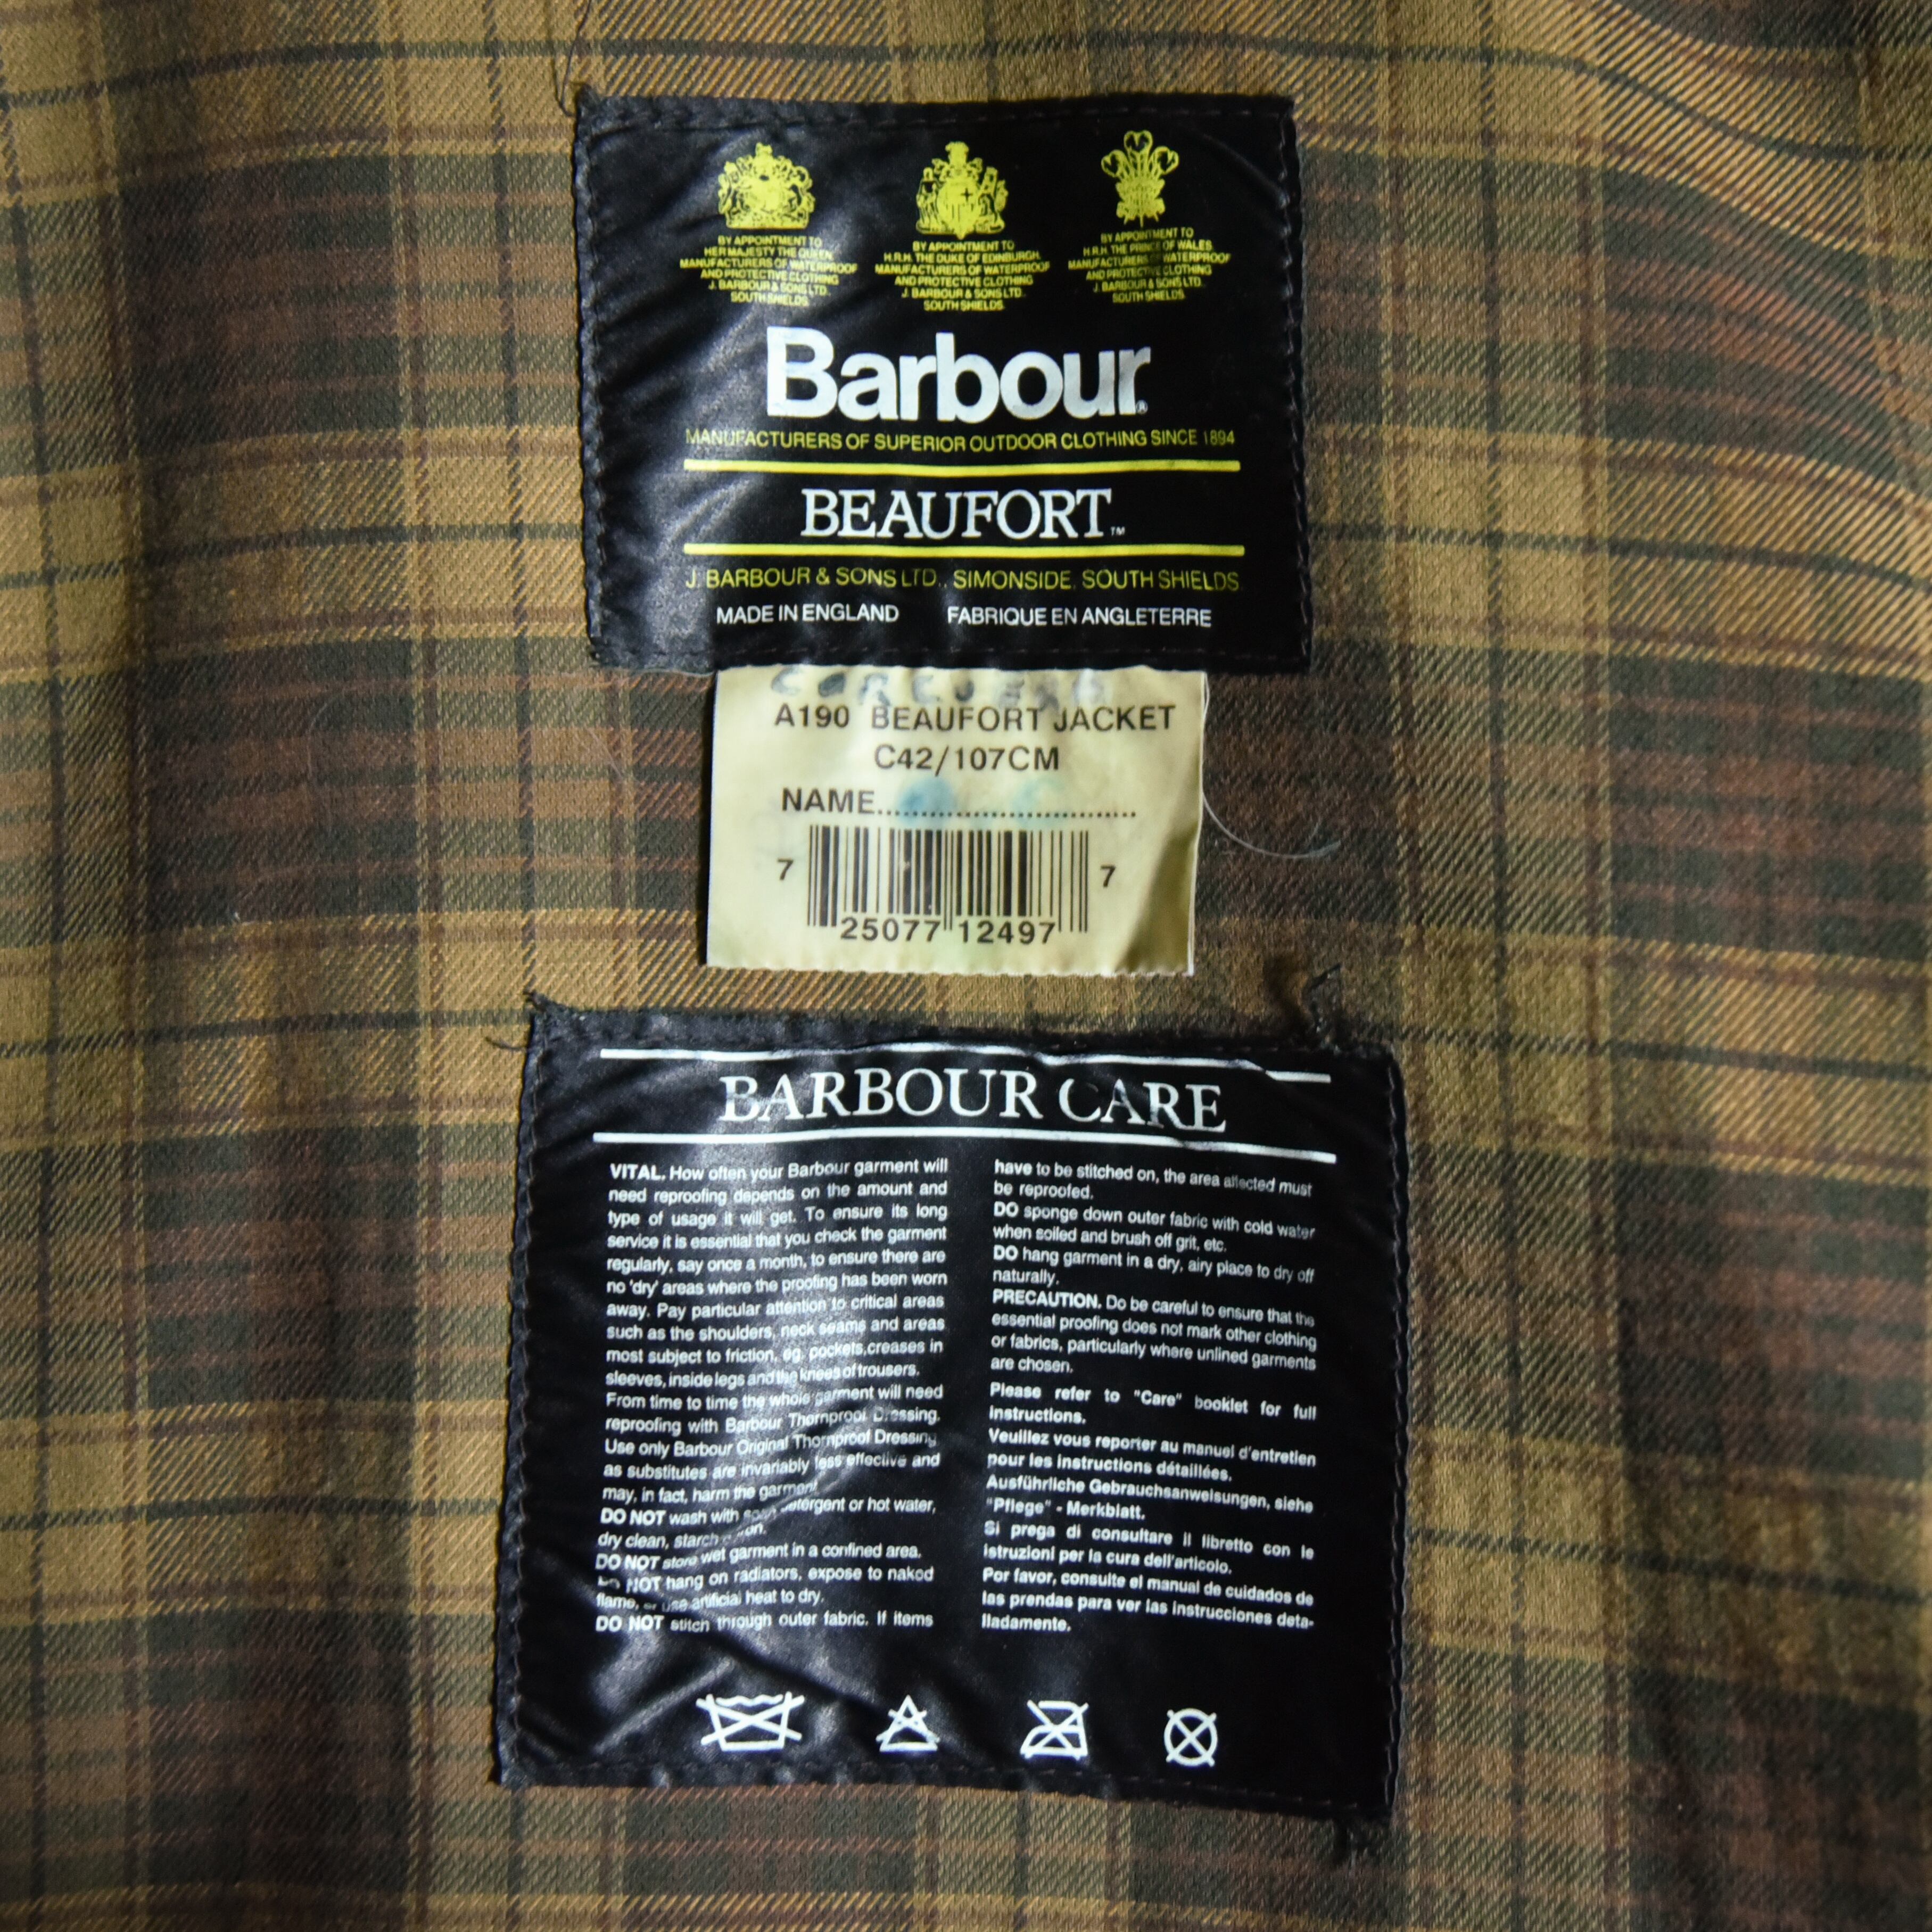 BY APPOINTMENT TO
HER MAJESTY THE QUEEN
MANUFACTURERS OF WATERPROOF
AND PROTECTIVE CLOTHING
J. BARBOUR & SONS LTD.
SOUTH SHIELDS
BY APPOINTMENT TO
H.R.H. THE DUKE OF EDINBURGH
MANUFACTURERS OF WATERPROOF
AND PROTECTIVE CLOTHING
J. BARBOUR & SONS LTD.
SOUTH SHIELDS
BY APPOINTMENT TO
H.R.H. THE PRINCE OF WALES
MANUFACTURERS OF WATERPROOF
AND PROTECTIVE CLOTHING
J. BARBOUR & SONS LTD.
SOUTH SHIELDS
Barbour®
MANUFACTURERS OF SUPERIOR OUTDOOR CLOTHING SINCE 1894
BEAUFORT™
J. BARBOUR & SONS LTD., SIMONSIDE, SOUTH SHIELDS
MADE IN ENGLAND FABRIQUE EN ANGLETERRE
A190 BEAUFORT JACKET
C42/107CM
NAME..............................
7 25077 12497 7
BARBOUR CARE
VITAL. How often your Barbour garment will
need reproofing depends on the amount and
type of usage it will get. To ensure its long
service it is essential that you check the garment
regularly, say once a month, to ensure there are
no 'dry' areas where the proofing has been worn
away. Pay particular attention to critical areas
such as the shoulders, neck seams and areas
most subject to friction, eg. pockets, creases in
sleeves, inside legs and the knees of trousers.
From time to time the whole garment will need
reproofing with Barbour Thornproof Dressing.
Use only Barbour Original Thornproof Dressing
as substitutes are invariably less effective and
may, in fact, harm the garment.
DO NOT wash with soap, detergent or hot water,
dry clean, starch or iron.
DO NOT store wet garment in a confined area.
DO NOT hang on radiators, expose to naked
flame, or use artificial heat to dry.
DO NOT stitch through outer fabric. If items
have to be stitched on, the area affected must
be reproofed.
DO sponge down outer fabric with cold water
when soiled and brush off grit, etc.
DO hang garment in a dry, airy place to dry off
naturally.
PRECAUTION. Do be careful to ensure that the
essential proofing does not mark other clothing
or fabrics, particularly where unlined garments
are chosen.
Please refer to "Care" booklet for full
instructions.
Veuillez vous reporter au manuel d'entretien
pour les instructions détaillées.
Ausführliche Gebrauchsanweisungen, siehe
"Pflege" - Merkblatt.
Si prega di consultare il libretto con le
istruzioni per la cura dell'articolo.
Por favor, consulte el manual de cuidados de
las prendas para ver las instrucciones deta-
lladamente.